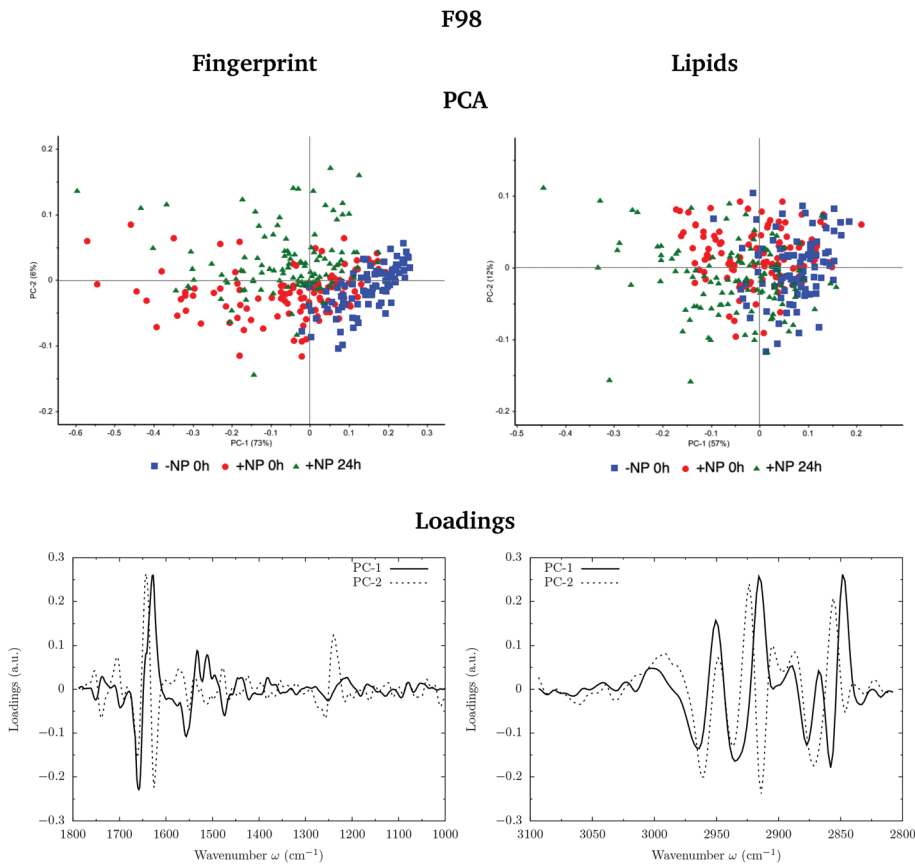 F98
Fingerprint Lipids
PCA
0.2
0.1
0
-0.1
-0.2
PC-2 (6%)
-0.6 -0.5 -0.4 -0.3 -0.2 -0.1 0 0.1 0.2 0.3
PC-1 (73%)
-NP 0h +NP 0h +NP 24h
0.2
0.1
0
-0.1
-0.2
PC-2 (12%)
-0.5 -0.4 -0.3 -0.2 -0.1 0 0.1 0.2
PC-1 (57%)
-NP 0h +NP 0h +NP 24h
Loadings
0.3
0.2
0.1
0
−0.1
−0.2
−0.3
Loadings (a.u.)
PC-1
PC-2
1800 1700 1600 1500 1400 1300 1200 1100 1000
Wavenumber ω (cm⁻¹)
0.3
0.2
0.1
0
−0.1
−0.2
−0.3
Loadings (a.u.)
PC-1
PC-2
3100 3050 3000 2950 2900 2850 2800
Wavenumber ω (cm⁻¹)